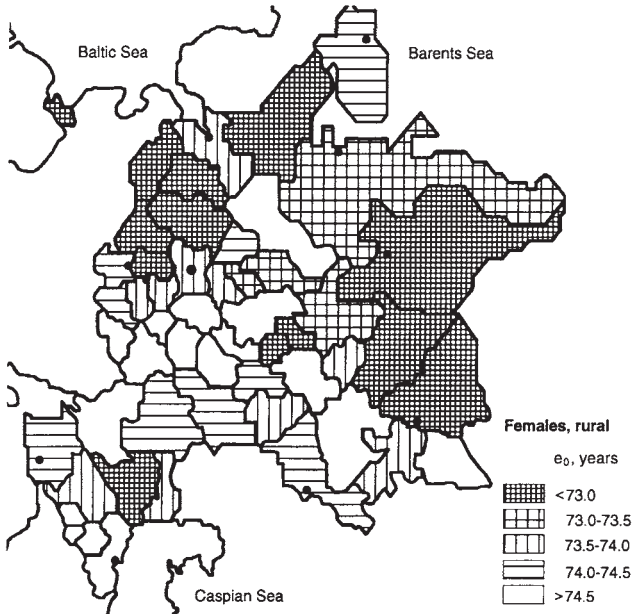 Baltic Sea
Barents Sea
Females, rural
e₀, years
<73.0
73.0-73.5
73.5-74.0
74.0-74.5
>74.5
Caspian Sea